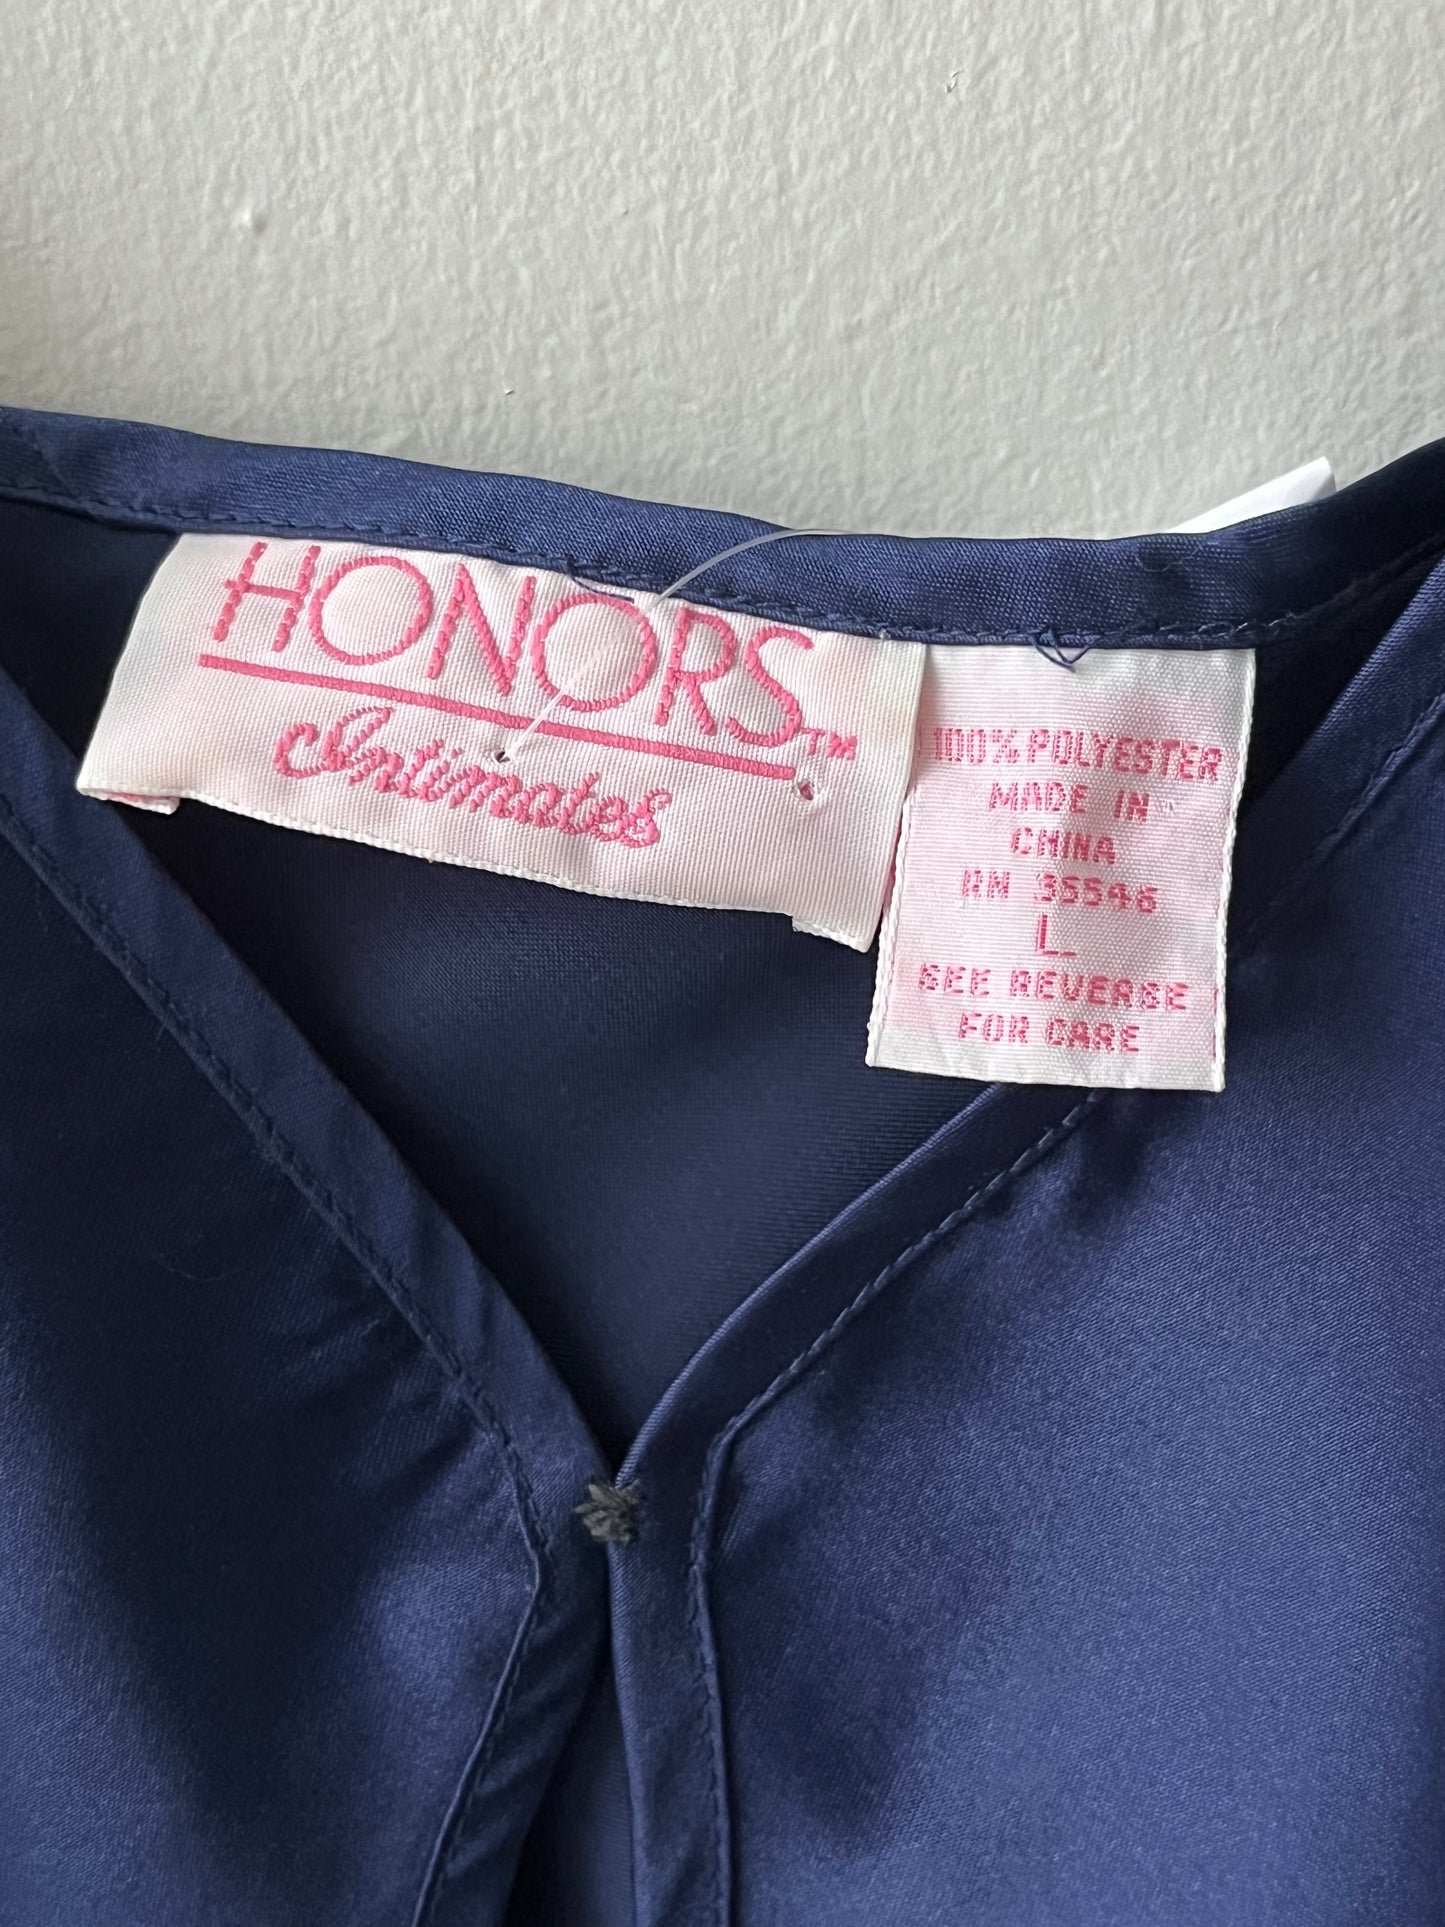 HONORS™
Intimates
100% POLYESTER
MADE IN
CHINA
RN 35546
L
SEE REVERSE
FOR CARE